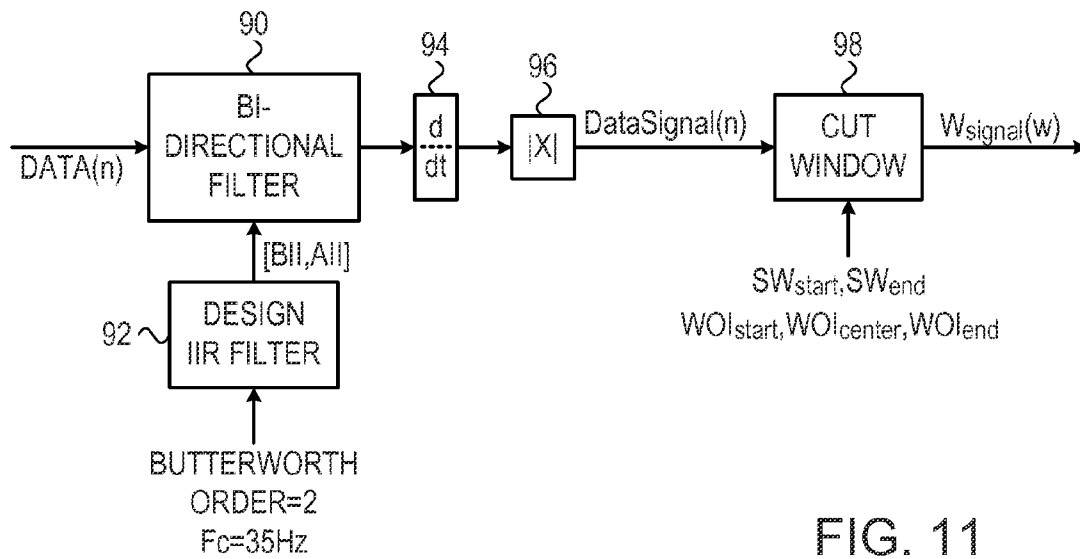 90
BI-
DIRECTIONAL
FILTER
DATA(n)
94
d
dt
96
|X|
DataSignal(n)
98
CUT
WINDOW
Wsignal(w)
[BII,AII]
92
DESIGN
IIR FILTER
BUTTERWORTH
ORDER=2
Fc=35Hz
SWstart,SWend
WOIstart,WOIcenter,WOIend
FIG. 11